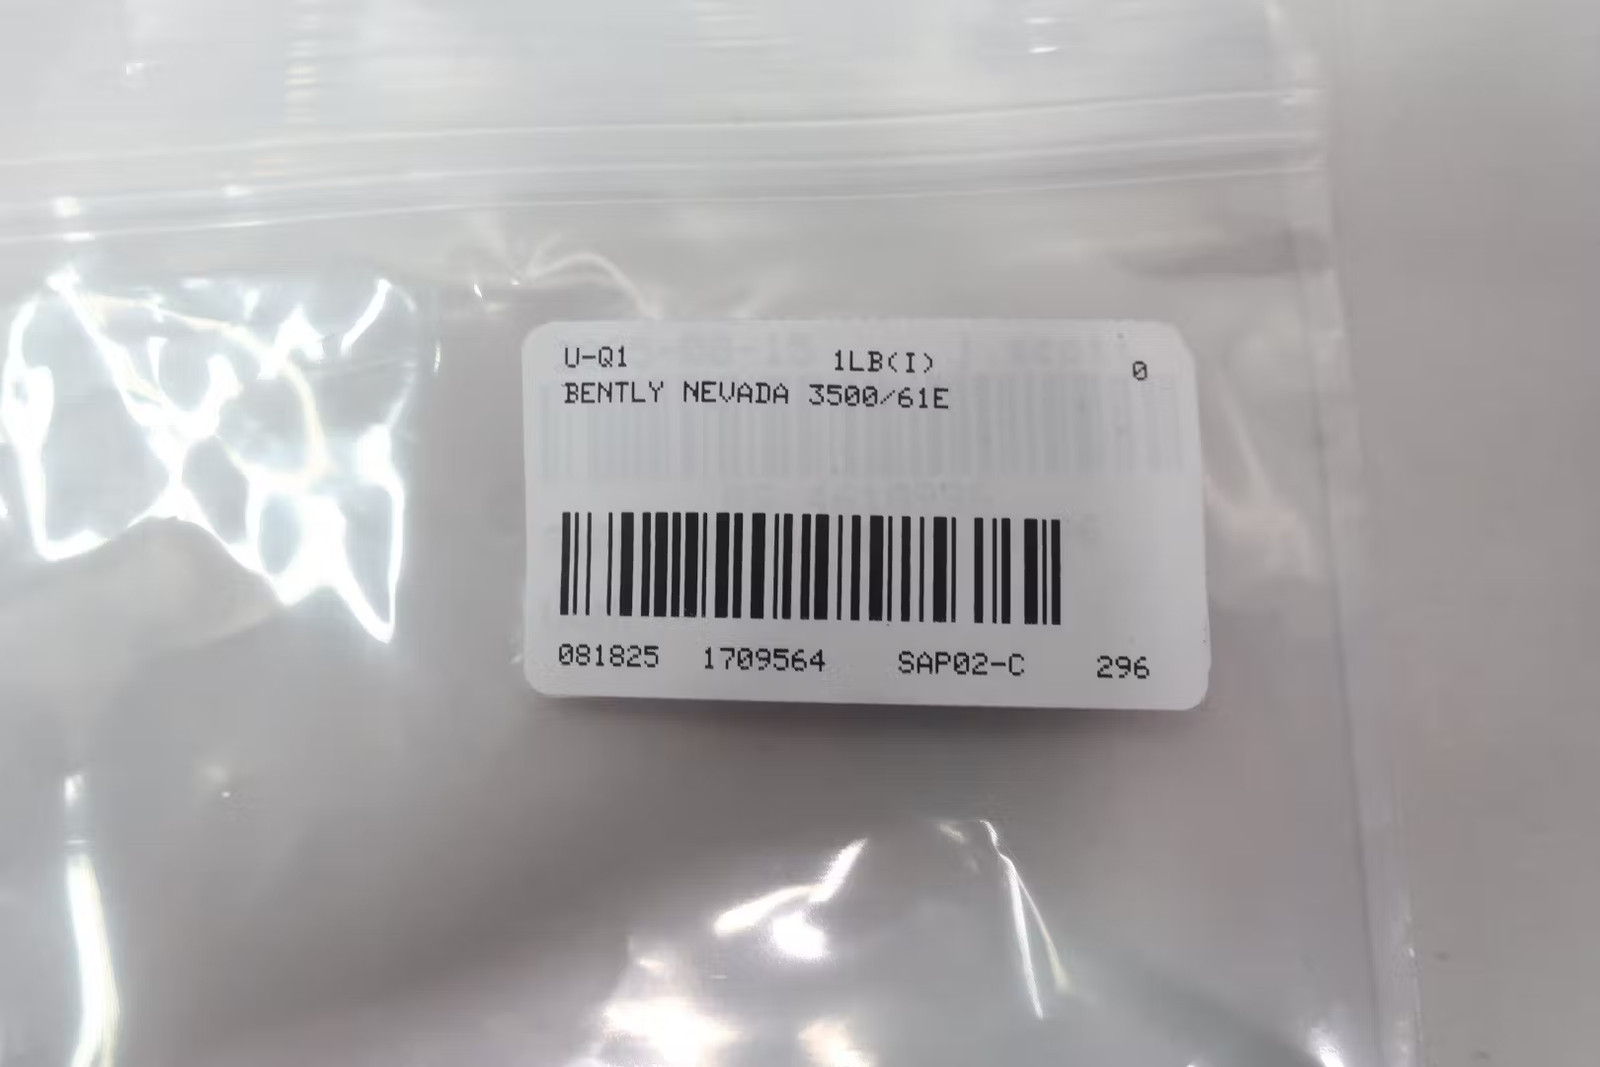 U-Q1 1LB(I) 0
BENTLY NEVADA 3500/61E
081825 1709564 SAP02-C 296